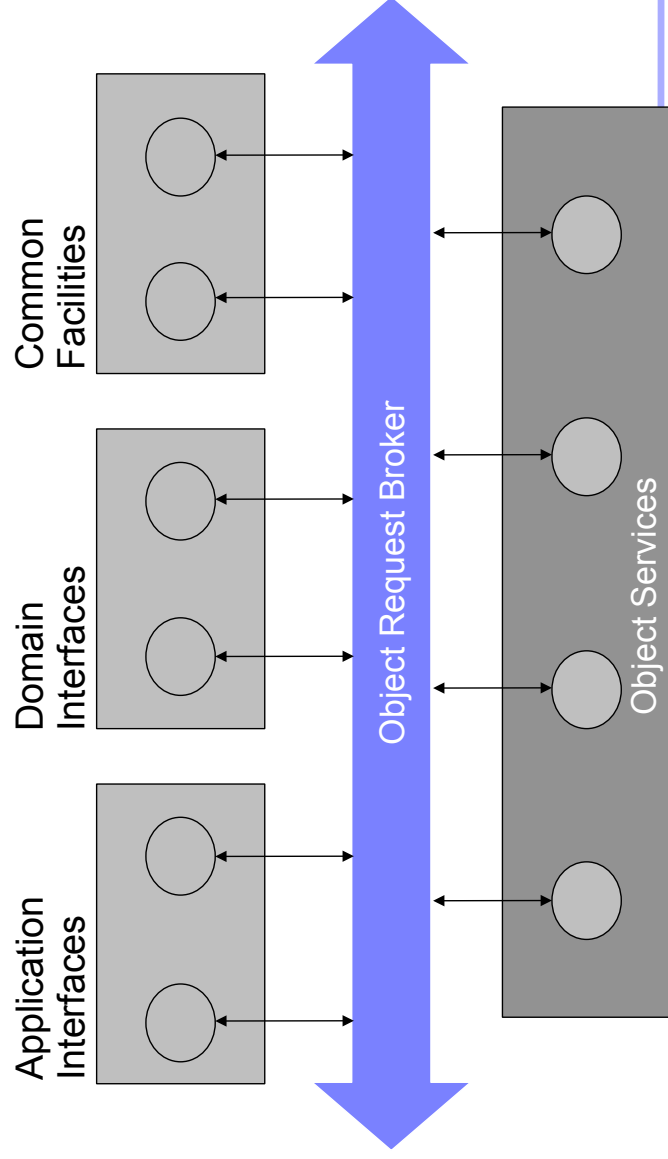 Application
Interfaces
Domain
Interfaces
Common
Facilities
Object Request Broker
Object Services